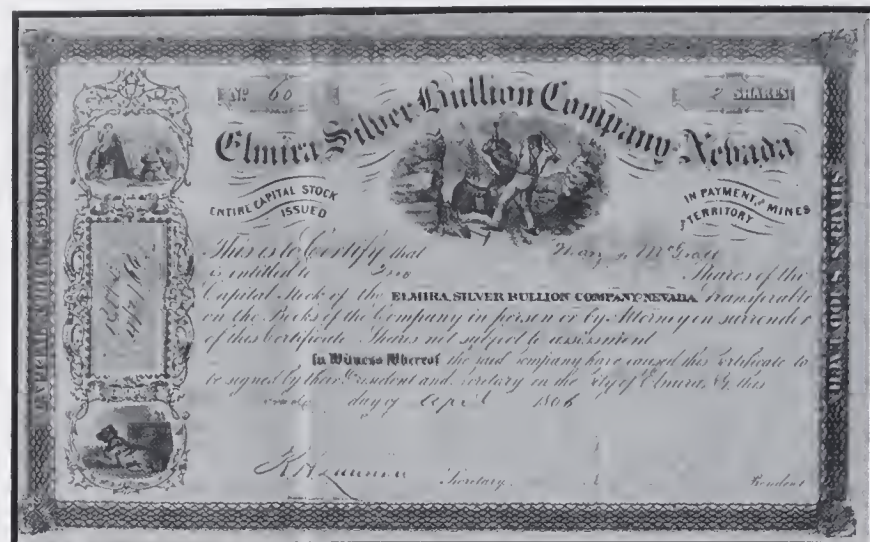 No 60
2 SHARES
Elmira Silver Bullion Company Nevada
ENTIRE CAPITAL STOCK
ISSUED
IN PAYMENT MINES
TERRITORY
This is to Certify that Mary
is entitled to Two Shares of the
Capital Stock of the ELMIRA SILVER BULLION COMPANY NEVADA Transferable
on the Books of the Company in person or by Attorney on surrender
of this Certificate. Shares not subject to assessment
In Witness Whereof the said Company have caused this Certificate to
be signed by their President and Secretary in the City of Elmira, this
day of April 1866
Secretary
President
CAPITAL STOCK
SHARES $100 EACH